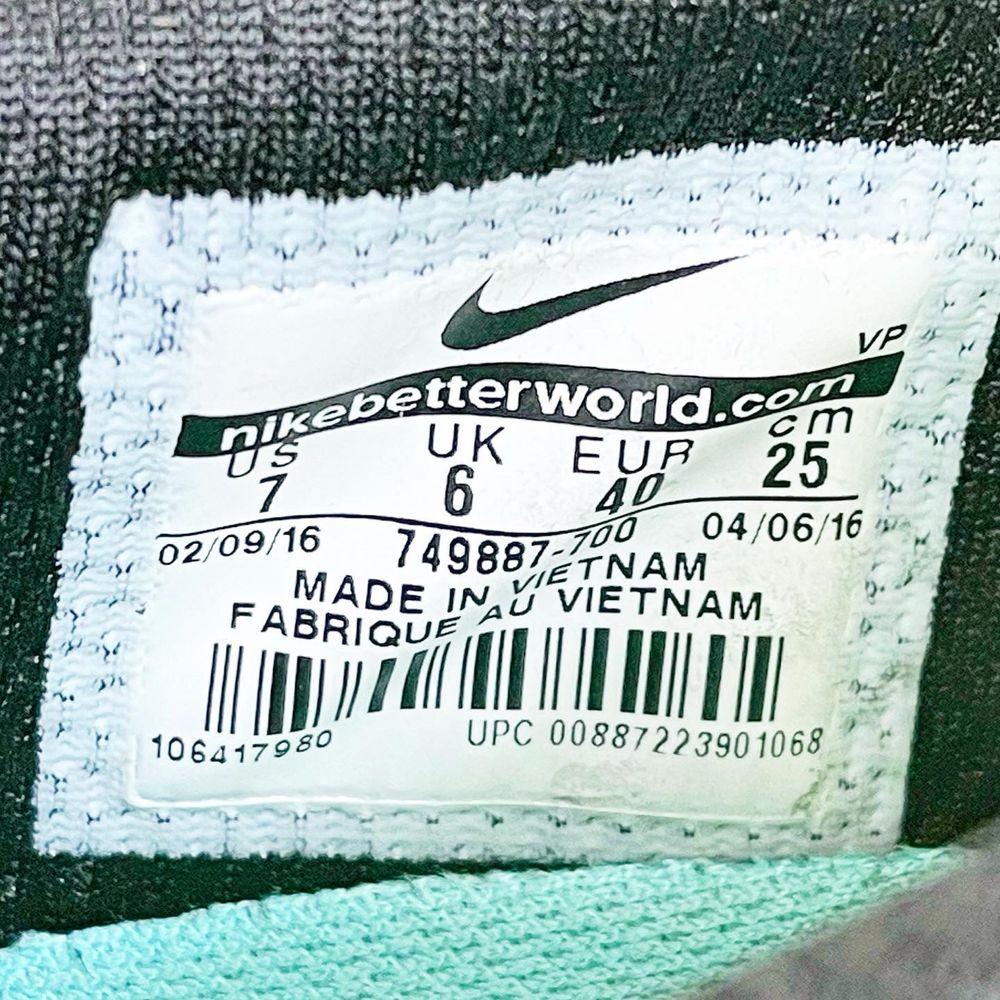 VP
nikebetterworld.com
US UK EUR cm
7 6 40 25
02/09/16 749887-700 04/06/16
MADE IN VIETNAM
FABRIQUE AU VIETNAM
106417980 UPC 00887223901068